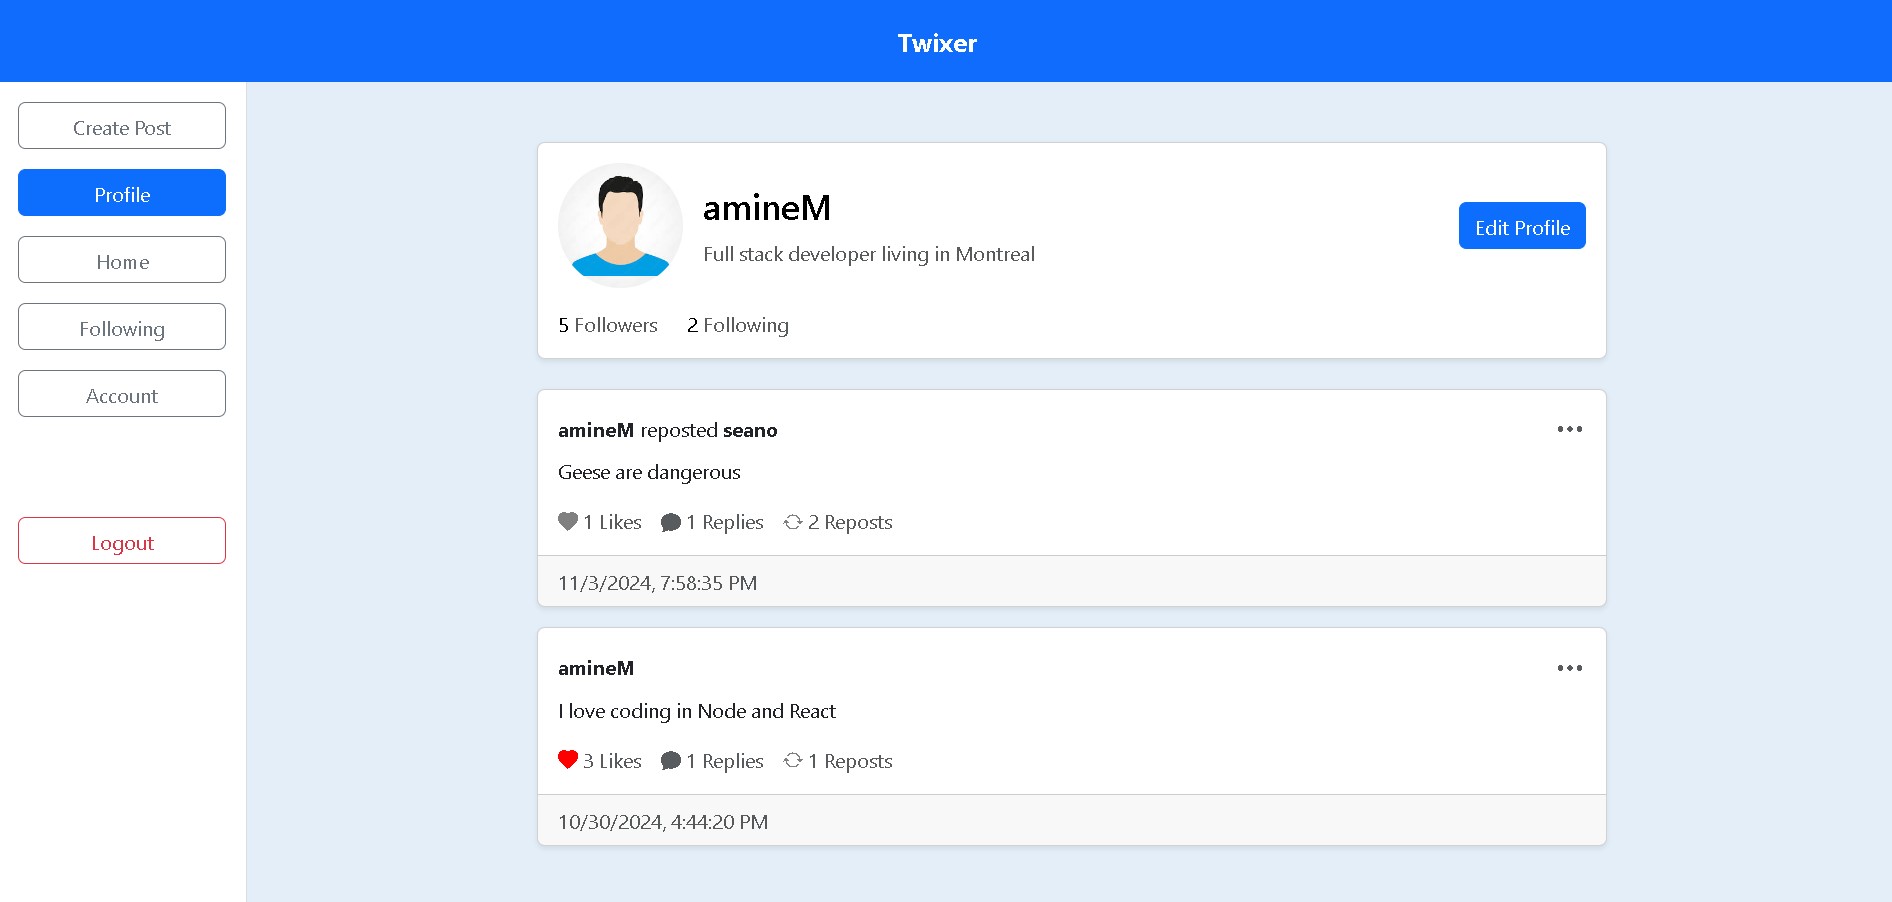 Twixer
Create Post
Profile
Home
Following
Account
Logout
amineM
Full stack developer living in Montreal
Edit Profile
5 Followers 2 Following
amineM reposted seano
Geese are dangerous
1 Likes 1 Replies 2 Reposts
11/3/2024, 7:58:35 PM
amineM
I love coding in Node and React
3 Likes 1 Replies 1 Reposts
10/30/2024, 4:44:20 PM